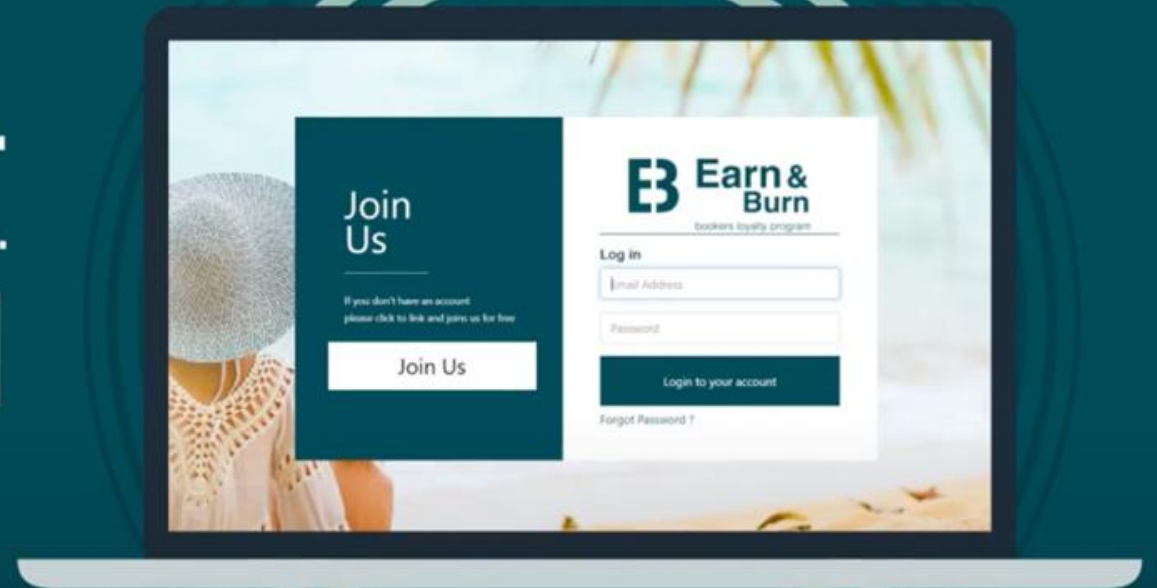 Join
Us
If you don't have an account
please click to link and joins us for free
Join Us
EB Earn &
Burn
bookers loyalty program
Log in
Email Address
Password
Login to your account
Forgot Password ?